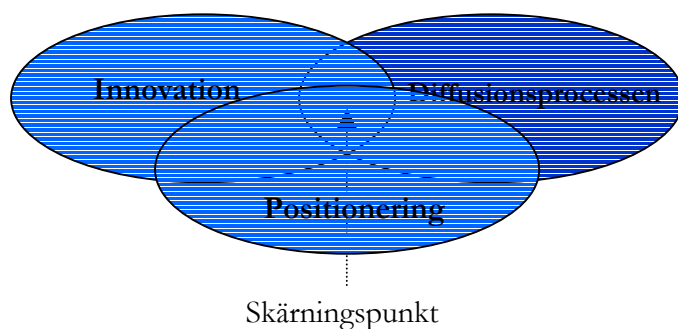 Innovation
Diffusionsprocessen
Positionering
Skärningspunkt